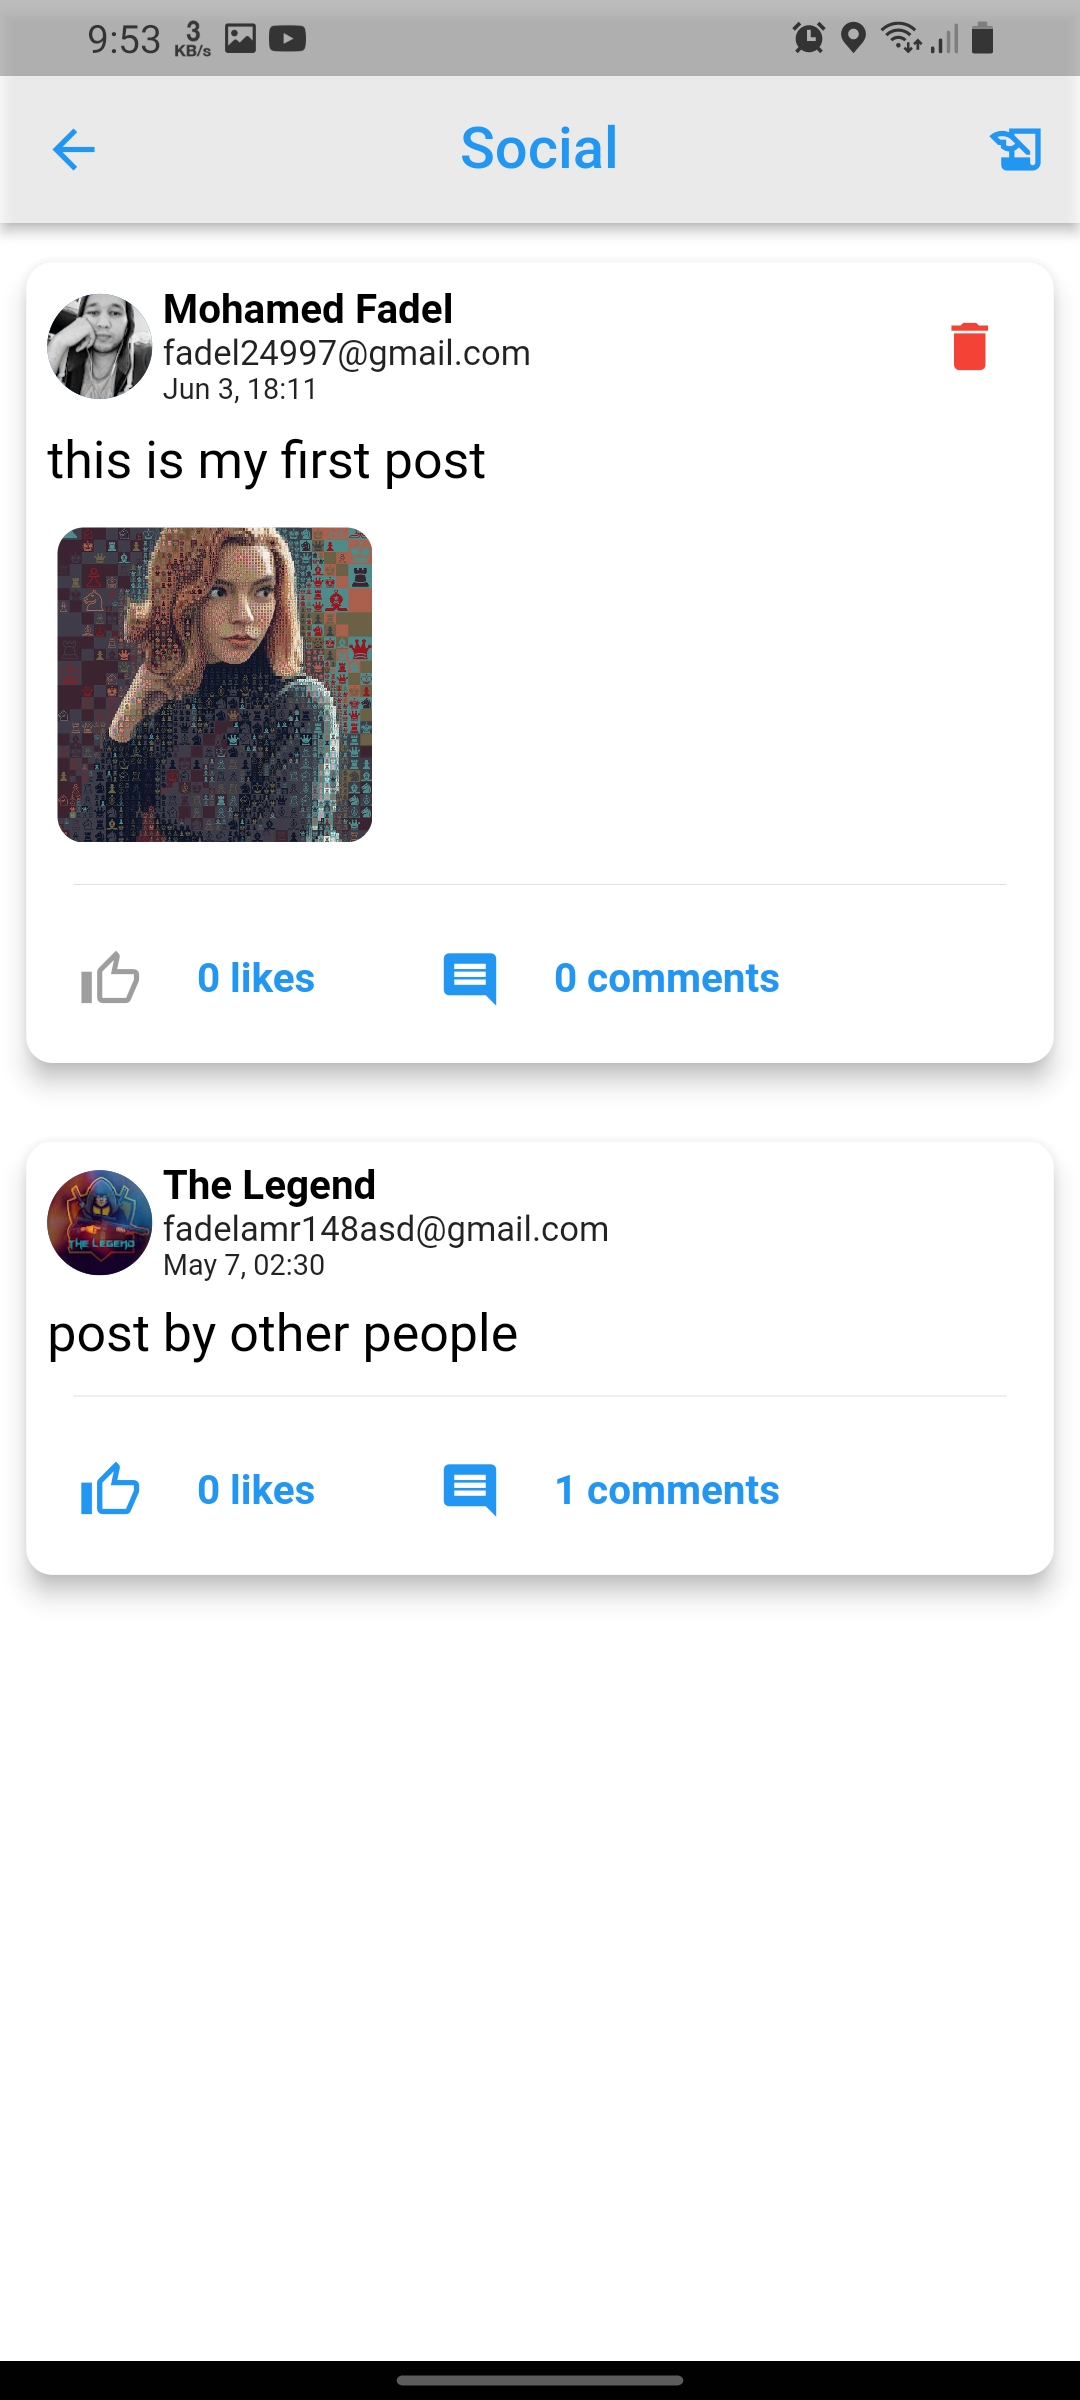 9:53 3 KB/s
Social
Mohamed Fadel
fadel24997@gmail.com
Jun 3, 18:11
this is my first post
0 likes 0 comments
The Legend
THE LEGEND
fadelamr148asd@gmail.com
May 7, 02:30
post by other people
0 likes 1 comments